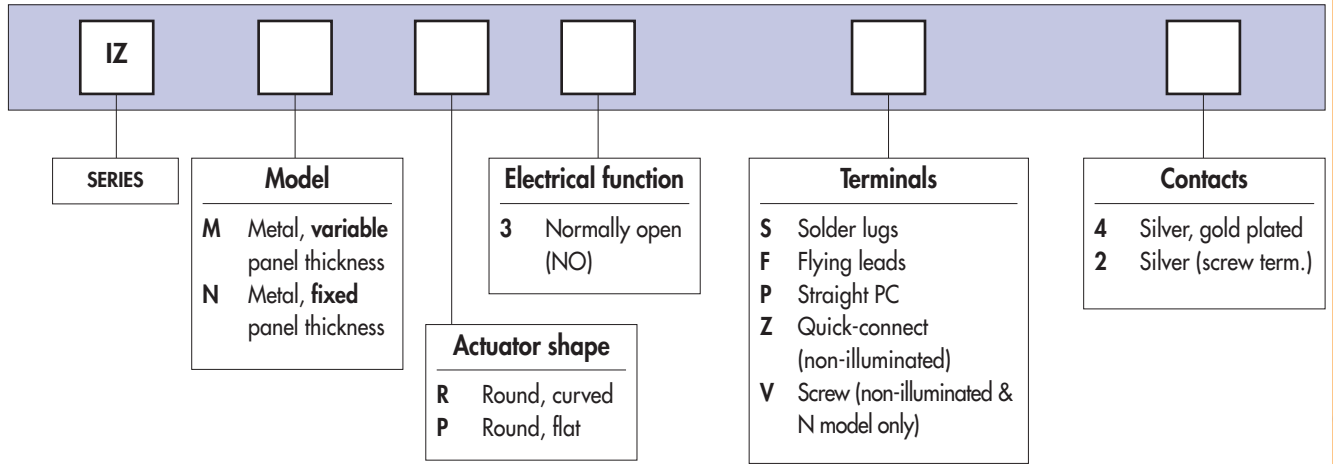 IZ
SERIES
Model
M Metal, variable
panel thickness
N Metal, fixed
panel thickness
Actuator shape
R Round, curved
P Round, flat
Electrical function
3 Normally open
(NO)
Terminals
S Solder lugs
F Flying leads
P Straight PC
Z Quick-connect
(non-illuminated)
V Screw (non-illuminated &
N model only)
Contacts
4 Silver, gold plated
2 Silver (screw term.)